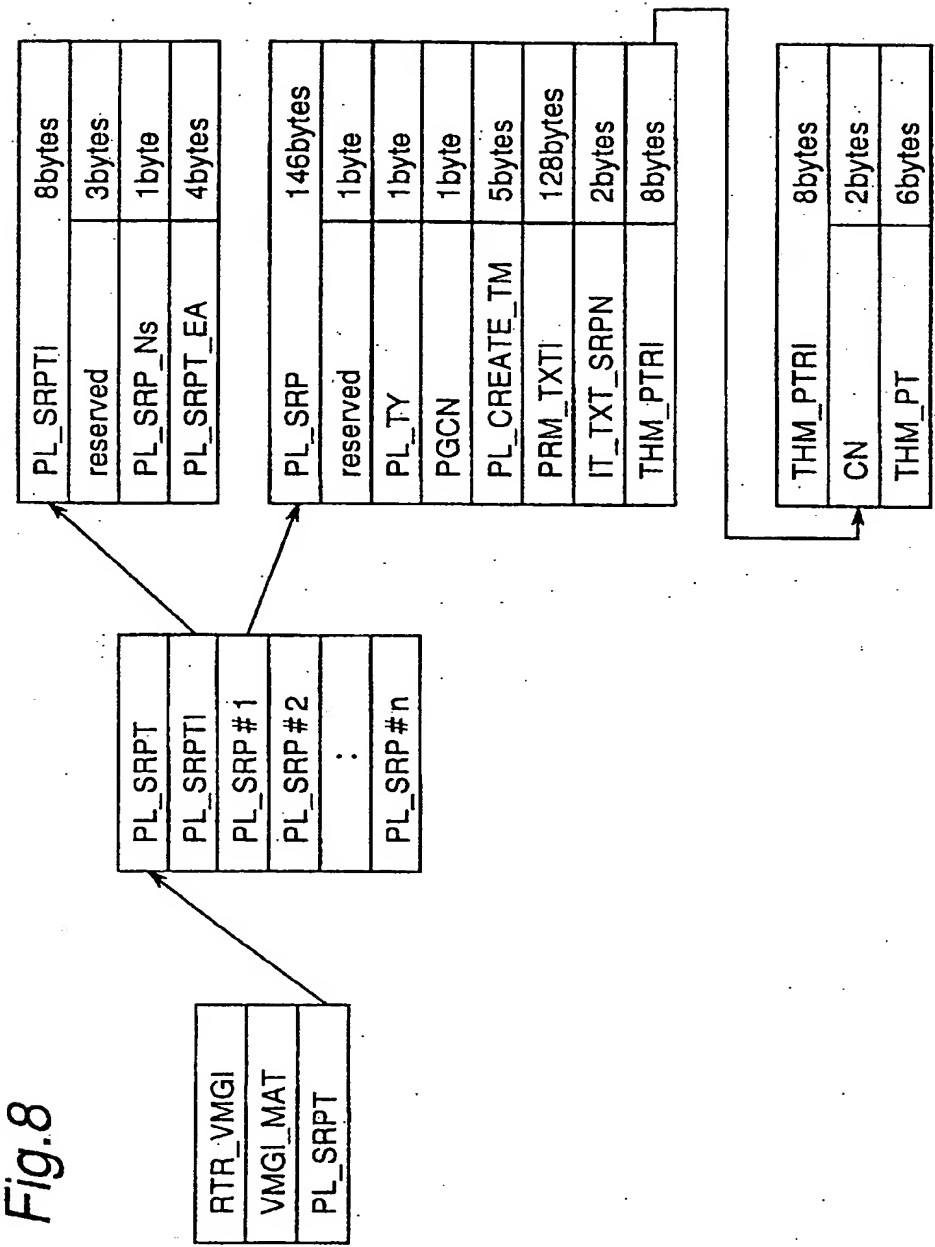 Fig.8
RTR_VMGI
VMGI_MAT
PL_SRPT
PL_SRPT
PL_SRPTI
PL_SRP#1
PL_SRP#2
:
PL_SRP#n
PL_SRPTI 8bytes
reserved 3bytes
PL_SRP_Ns 1byte
PL_SRPT_EA 4bytes
PL_SRP 146bytes
reserved 1byte
PL_TY 1byte
PGCN 1byte
PL_CREATE_TM 5bytes
PRM_TXTI 128bytes
IT_TXT_SRPN 2bytes
THM_PTRI 8bytes
THM_PTRI 8bytes
CN 2bytes
THM_PT 6bytes